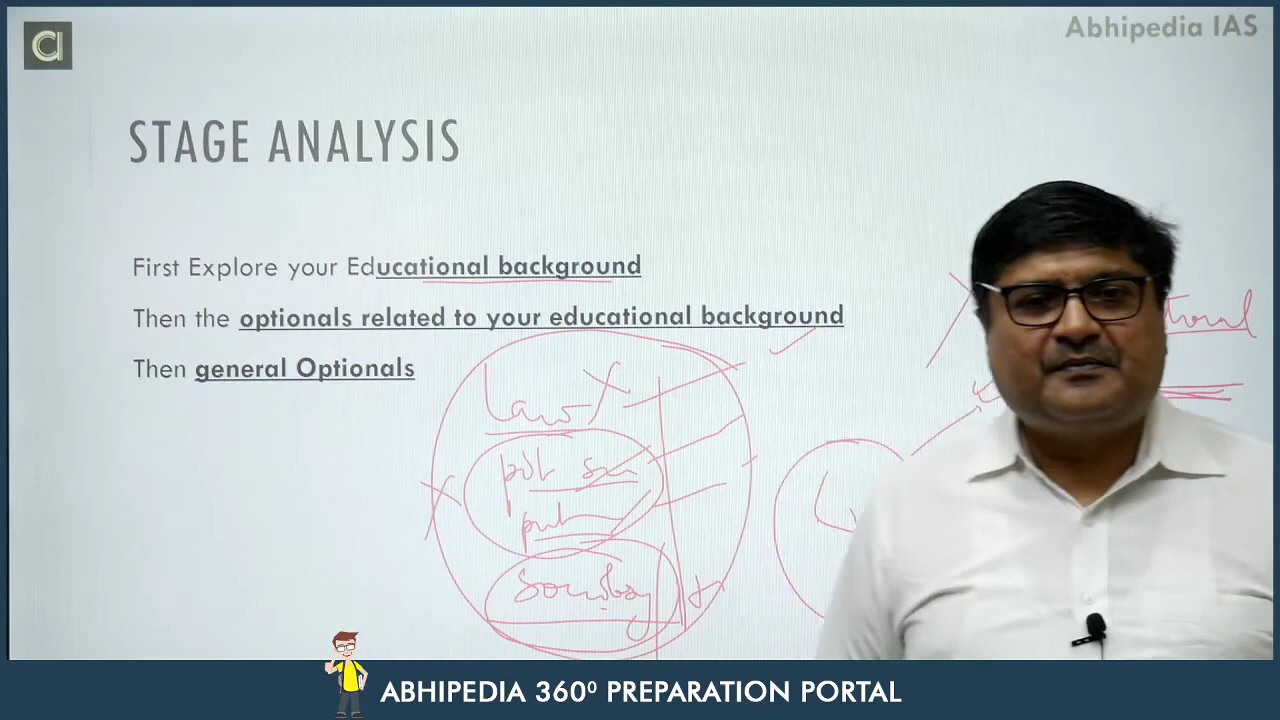 Abhipedia IAS
STAGE ANALYSIS
First Explore your Educational background
Then the optionals related to your educational background
Then general Optionals
Law
pub
ABHIPEDIA 360⁰ PREPARATION PORTAL